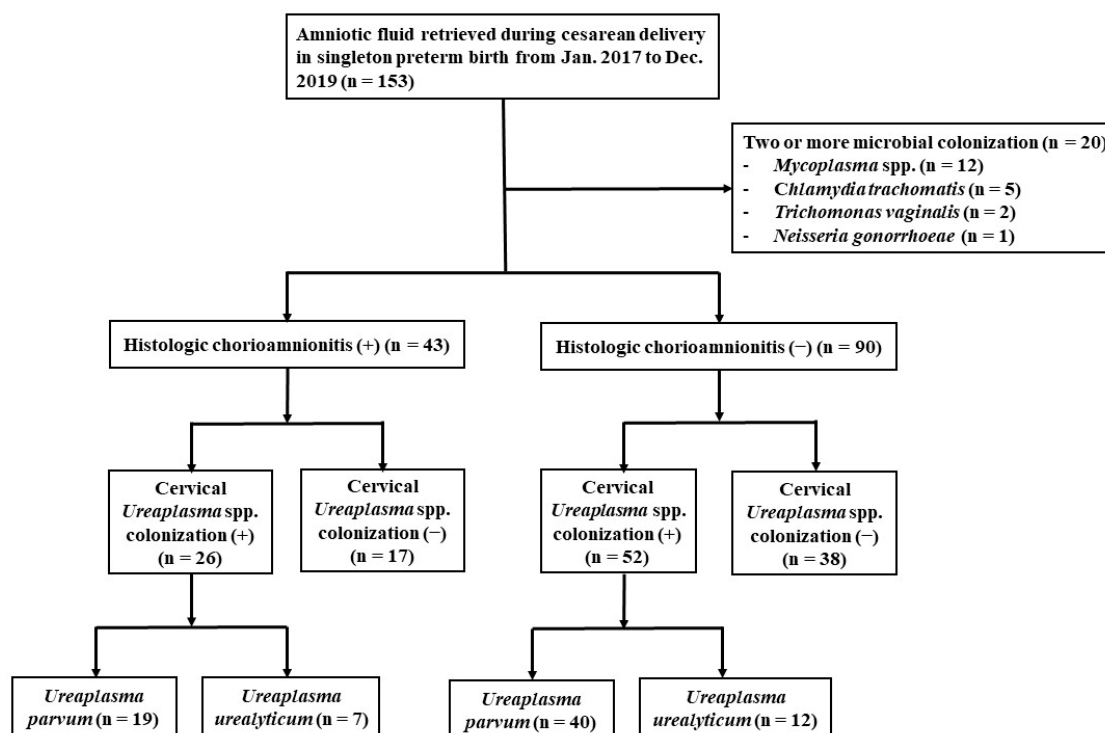 Amniotic fluid retrieved during cesarean delivery
in singleton preterm birth from Jan. 2017 to Dec.
2019 (n = 153)
Two or more microbial colonization (n = 20)
- Mycoplasma spp. (n = 12)
- Chlamydia trachomatis (n = 5)
- Trichomonas vaginalis (n = 2)
- Neisseria gonorrhoeae (n = 1)
Histologic chorioamnionitis (+) (n = 43)
Histologic chorioamnionitis (−) (n = 90)
Cervical
Ureaplasma spp.
colonization (+)
(n = 26)
Cervical
Ureaplasma spp.
colonization (−)
(n = 17)
Cervical
Ureaplasma spp.
colonization (+)
(n = 52)
Cervical
Ureaplasma spp.
colonization (−)
(n = 38)
Ureaplasma
parvum (n = 19)
Ureaplasma
urealyticum (n = 7)
Ureaplasma
parvum (n = 40)
Ureaplasma
urealyticum (n = 12)